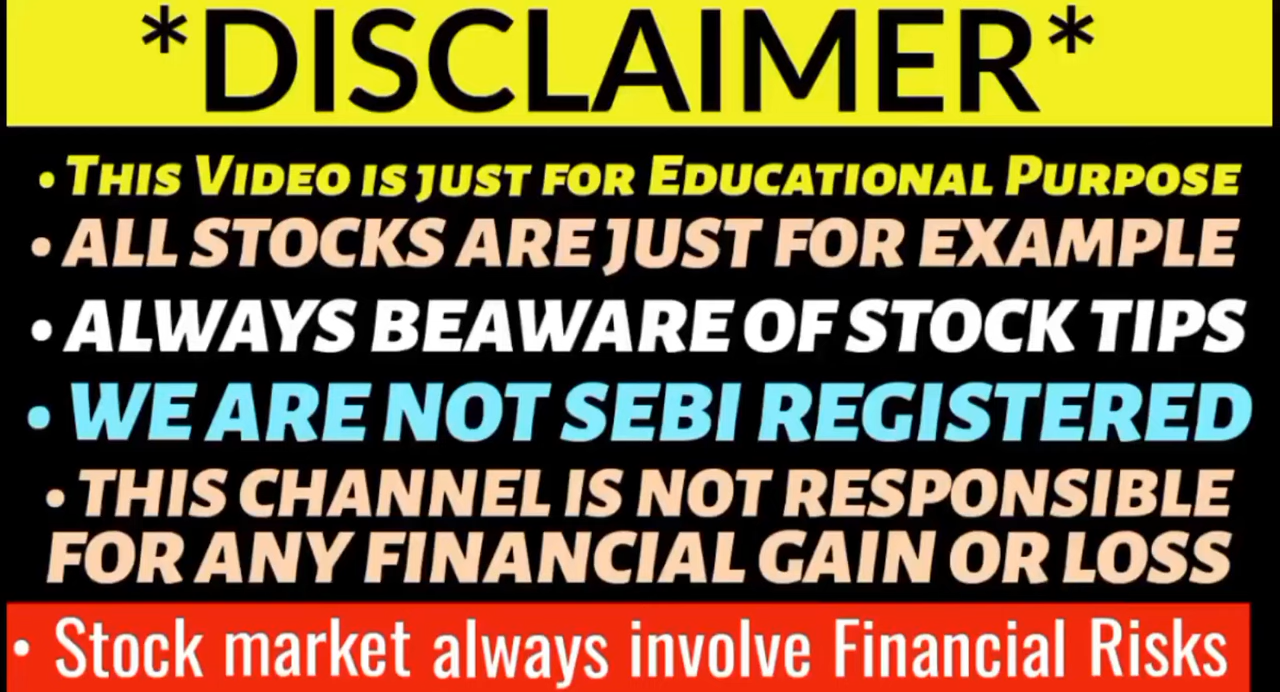 *DISCLAIMER*
• THIS VIDEO IS JUST FOR EDUCATIONAL PURPOSE
• ALL STOCKS ARE JUST FOR EXAMPLE
• ALWAYS BEAWARE OF STOCK TIPS
• WE ARE NOT SEBI REGISTERED
• THIS CHANNEL IS NOT RESPONSIBLE
FOR ANY FINANCIAL GAIN OR LOSS
• Stock market always involve Financial Risks